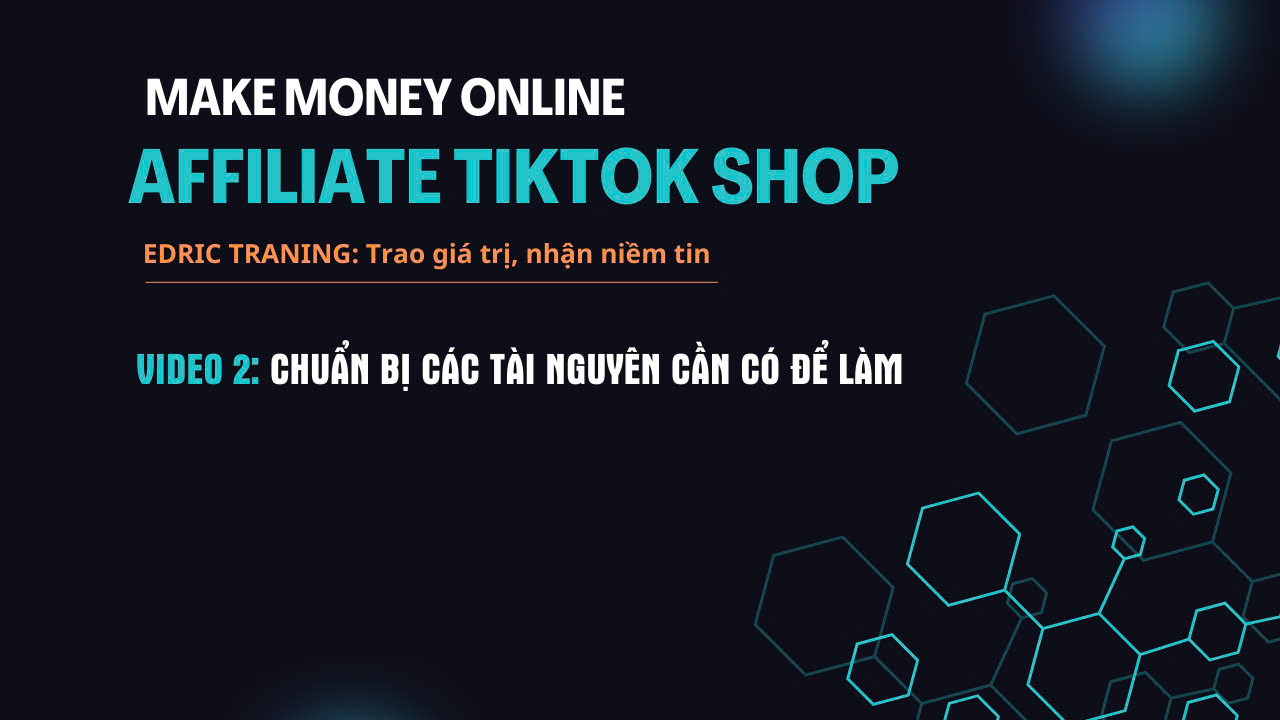 MAKE MONEY ONLINE
AFFILIATE TIKTOK SHOP
EDRIC TRANING: Trao giá trị, nhận niềm tin
VIDEO 2: CHUẨN BỊ CÁC TÀI NGUYÊN CẦN CÓ ĐỂ LÀM